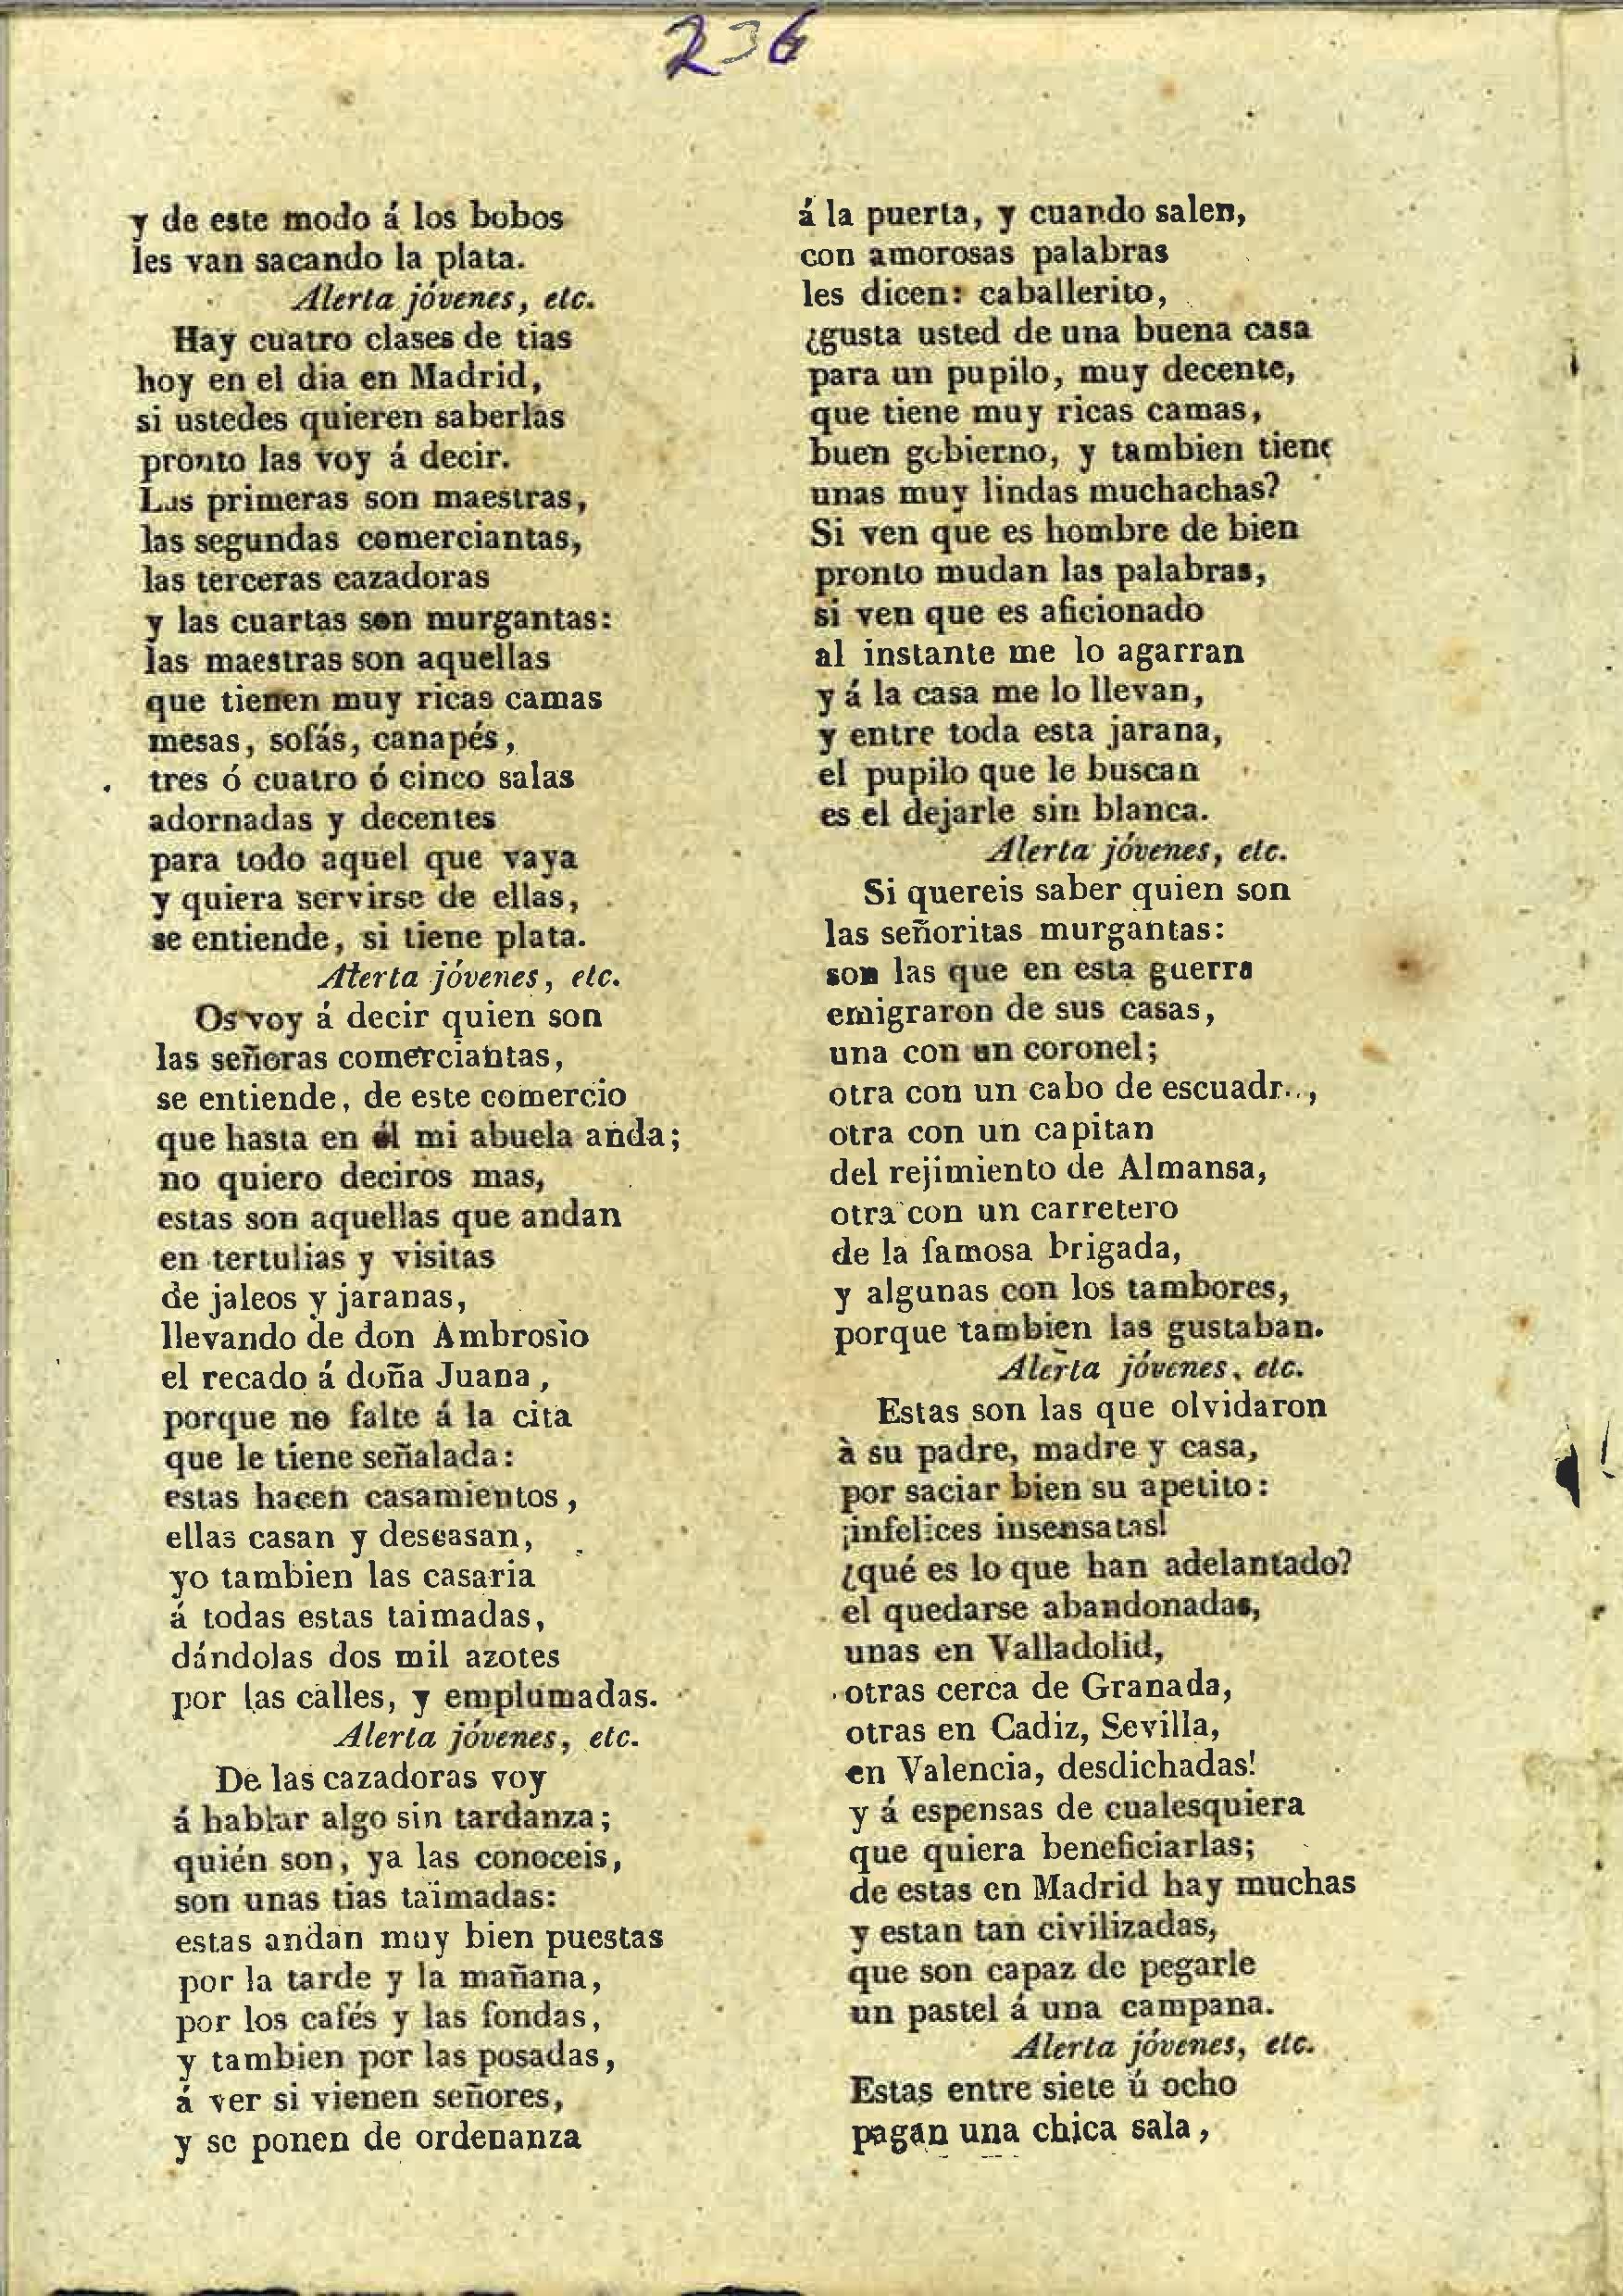 236
y de este modo á los bobos
les van sacando la plata.
Alerta jóvenes, etc.
Hay cuatro clases de tias
hoy en el dia en Madrid,
si ustedes quieren saberlas
pronto las voy á decir.
Las primeras son maestras,
las segundas comerciantas,
las terceras cazadoras
y las cuartas son murgantas:
las maestras son aquellas
que tienen muy ricas camas
mesas, sofás, canapés,
tres ó cuatro ó cinco salas
adornadas y decentes
para todo aquel que vaya
y quiera servirse de ellas,
se entiende, si tiene plata.
Alerta jóvenes, etc.
Os voy á decir quien son
las señoras comerciantas,
se entiende, de este comercio
que hasta en él mi abuela anda;
no quiero deciros mas,
estas son aquellas que andan
en tertulias y visitas
de jaleos y jaranas,
llevando de don Ambrosio
el recado á doña Juana,
porque no falte á la cita
que le tiene señalada:
estas hacen casamientos,
ellas casan y descasan,
yo tambien las casaria
á todas estas taimadas,
dándolas dos mil azotes
por las calles, y emplumadas.
Alerta jóvenes, etc.
De las cazadoras voy
á hablar algo sin tardanza;
quién son, ya las conoceis,
son unas tias taimadas:
estas andan muy bien puestas
por la tarde y la mañana,
por los cafés y las fondas,
y tambien por las posadas,
á ver si vienen señores,
y se ponen de ordenanza
á la puerta, y cuando salen,
con amorosas palabras
les dicen: caballerito,
¿gusta usted de una buena casa
para un pupilo, muy decente,
que tiene muy ricas camas,
buen gobierno, y tambien tiene
unas muy lindas muchachas?
Si ven que es hombre de bien
pronto mudan las palabras,
si ven que es aficionado
al instante me lo agarran
y á la casa me lo llevan,
y entre toda esta jarana,
el pupilo que le buscan
es el dejarle sin blanca.
Alerta jóvenes, etc.
Si quereis saber quien son
las señoritas murgantas:
son las que en esta guerra
emigraron de sus casas,
una con un coronel;
otra con un cabo de escuadr..,
otra con un capitan
del rejimiento de Almansa,
otra con un carretero
de la famosa brigada,
y algunas con los tambores,
porque tambien las gustaban.
Alerta jóvenes, etc.
Estas son las que olvidaron
à su padre, madre y casa,
por saciar bien su apetito:
¡infelices insensatas!
¿qué es lo que han adelantado?
el quedarse abandonadas,
unas en Valladolid,
otras cerca de Granada,
otras en Cadiz, Sevilla,
en Valencia, desdichadas!
y á espensas de cualesquiera
que quiera beneficiarlas;
de estas en Madrid hay muchas
y estan tan civilizadas,
que son capaz de pegarle
un pastel á una campana.
Alerta jóvenes, etc.
Estas entre siete ú ocho
pagan una chica sala,